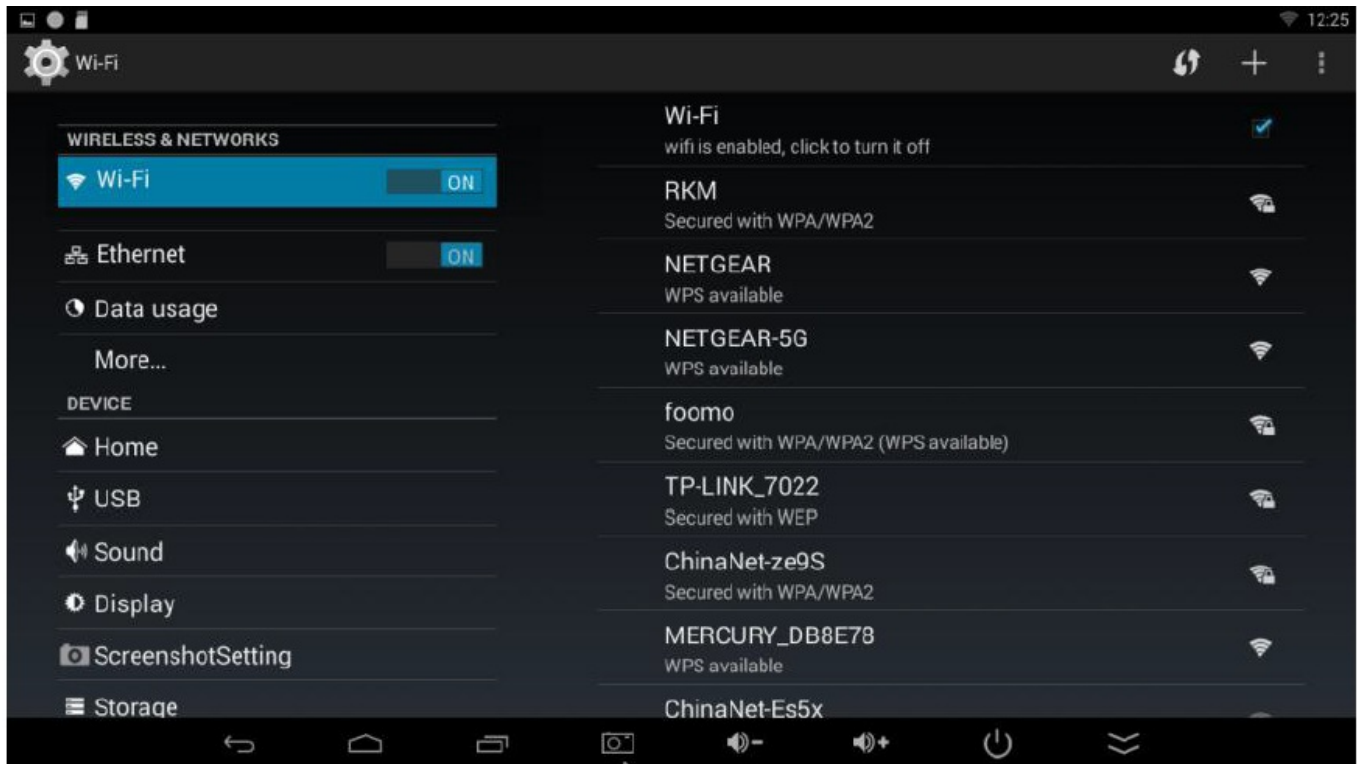 12:25
Wi-Fi
WIRELESS & NETWORKS
Wi-Fi ON
Ethernet ON
Data usage
More...
DEVICE
Home
USB
Sound
Display
ScreenshotSetting
Storage
Wi-Fi
wifi is enabled, click to turn it off
RKM
Secured with WPA/WPA2
NETGEAR
WPS available
NETGEAR-5G
WPS available
foomo
Secured with WPA/WPA2 (WPS available)
TP-LINK_7022
Secured with WEP
ChinaNet-ze9S
Secured with WPA/WPA2
MERCURY_DB8E78
WPS available
ChinaNet-Es5x